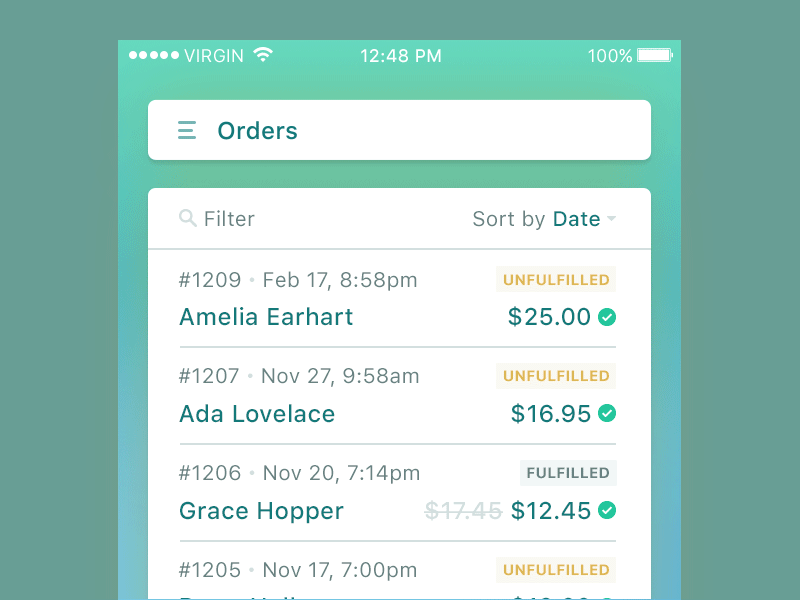 VIRGIN 12:48 PM 100%
Orders
Filter Sort by Date
#1209 • Feb 17, 8:58pm UNFULFILLED
Amelia Earhart $25.00
#1207 • Nov 27, 9:58am UNFULFILLED
Ada Lovelace $16.95
#1206 • Nov 20, 7:14pm FULFILLED
Grace Hopper $17.45 $12.45
#1205 • Nov 17, 7:00pm UNFULFILLED